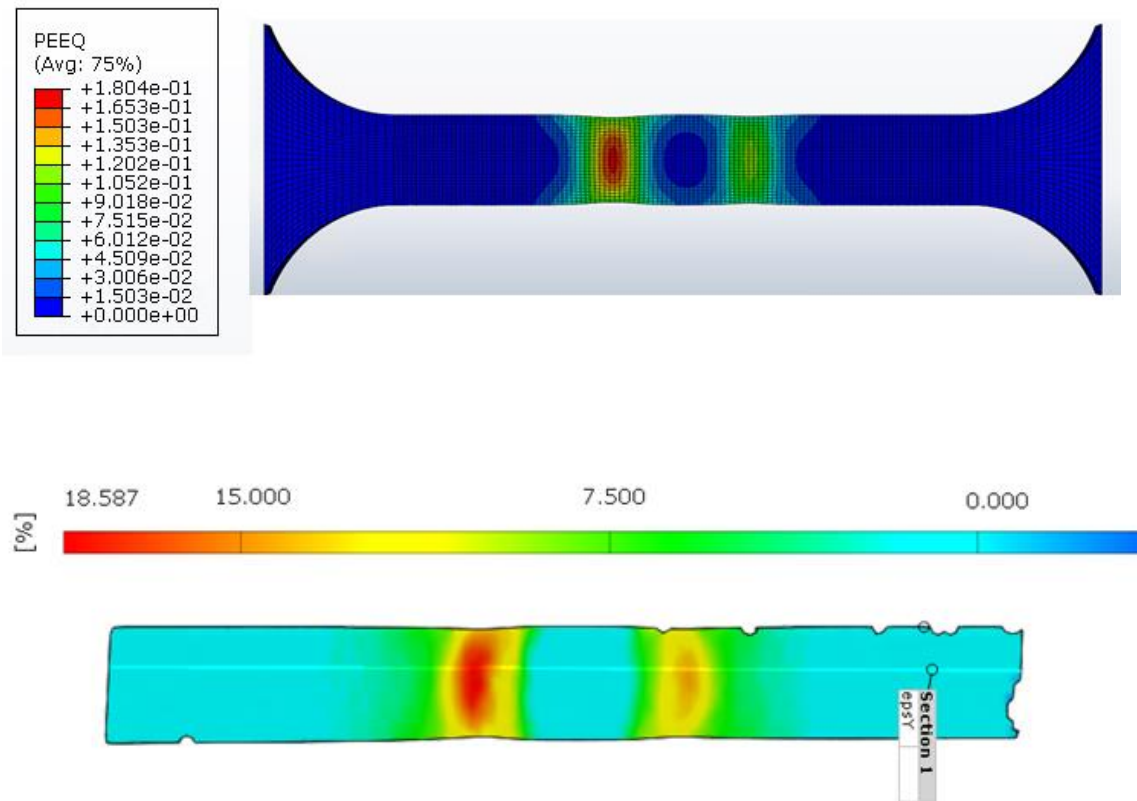 PEEQ
(Avg: 75%)
+1.804e-01
+1.653e-01
+1.503e-01
+1.353e-01
+1.202e-01
+1.052e-01
+9.018e-02
+7.515e-02
+6.012e-02
+4.509e-02
+3.006e-02
+1.503e-02
+0.000e+00
18.587 15.000 7.500 0.000
[%]
Section 1
epsY